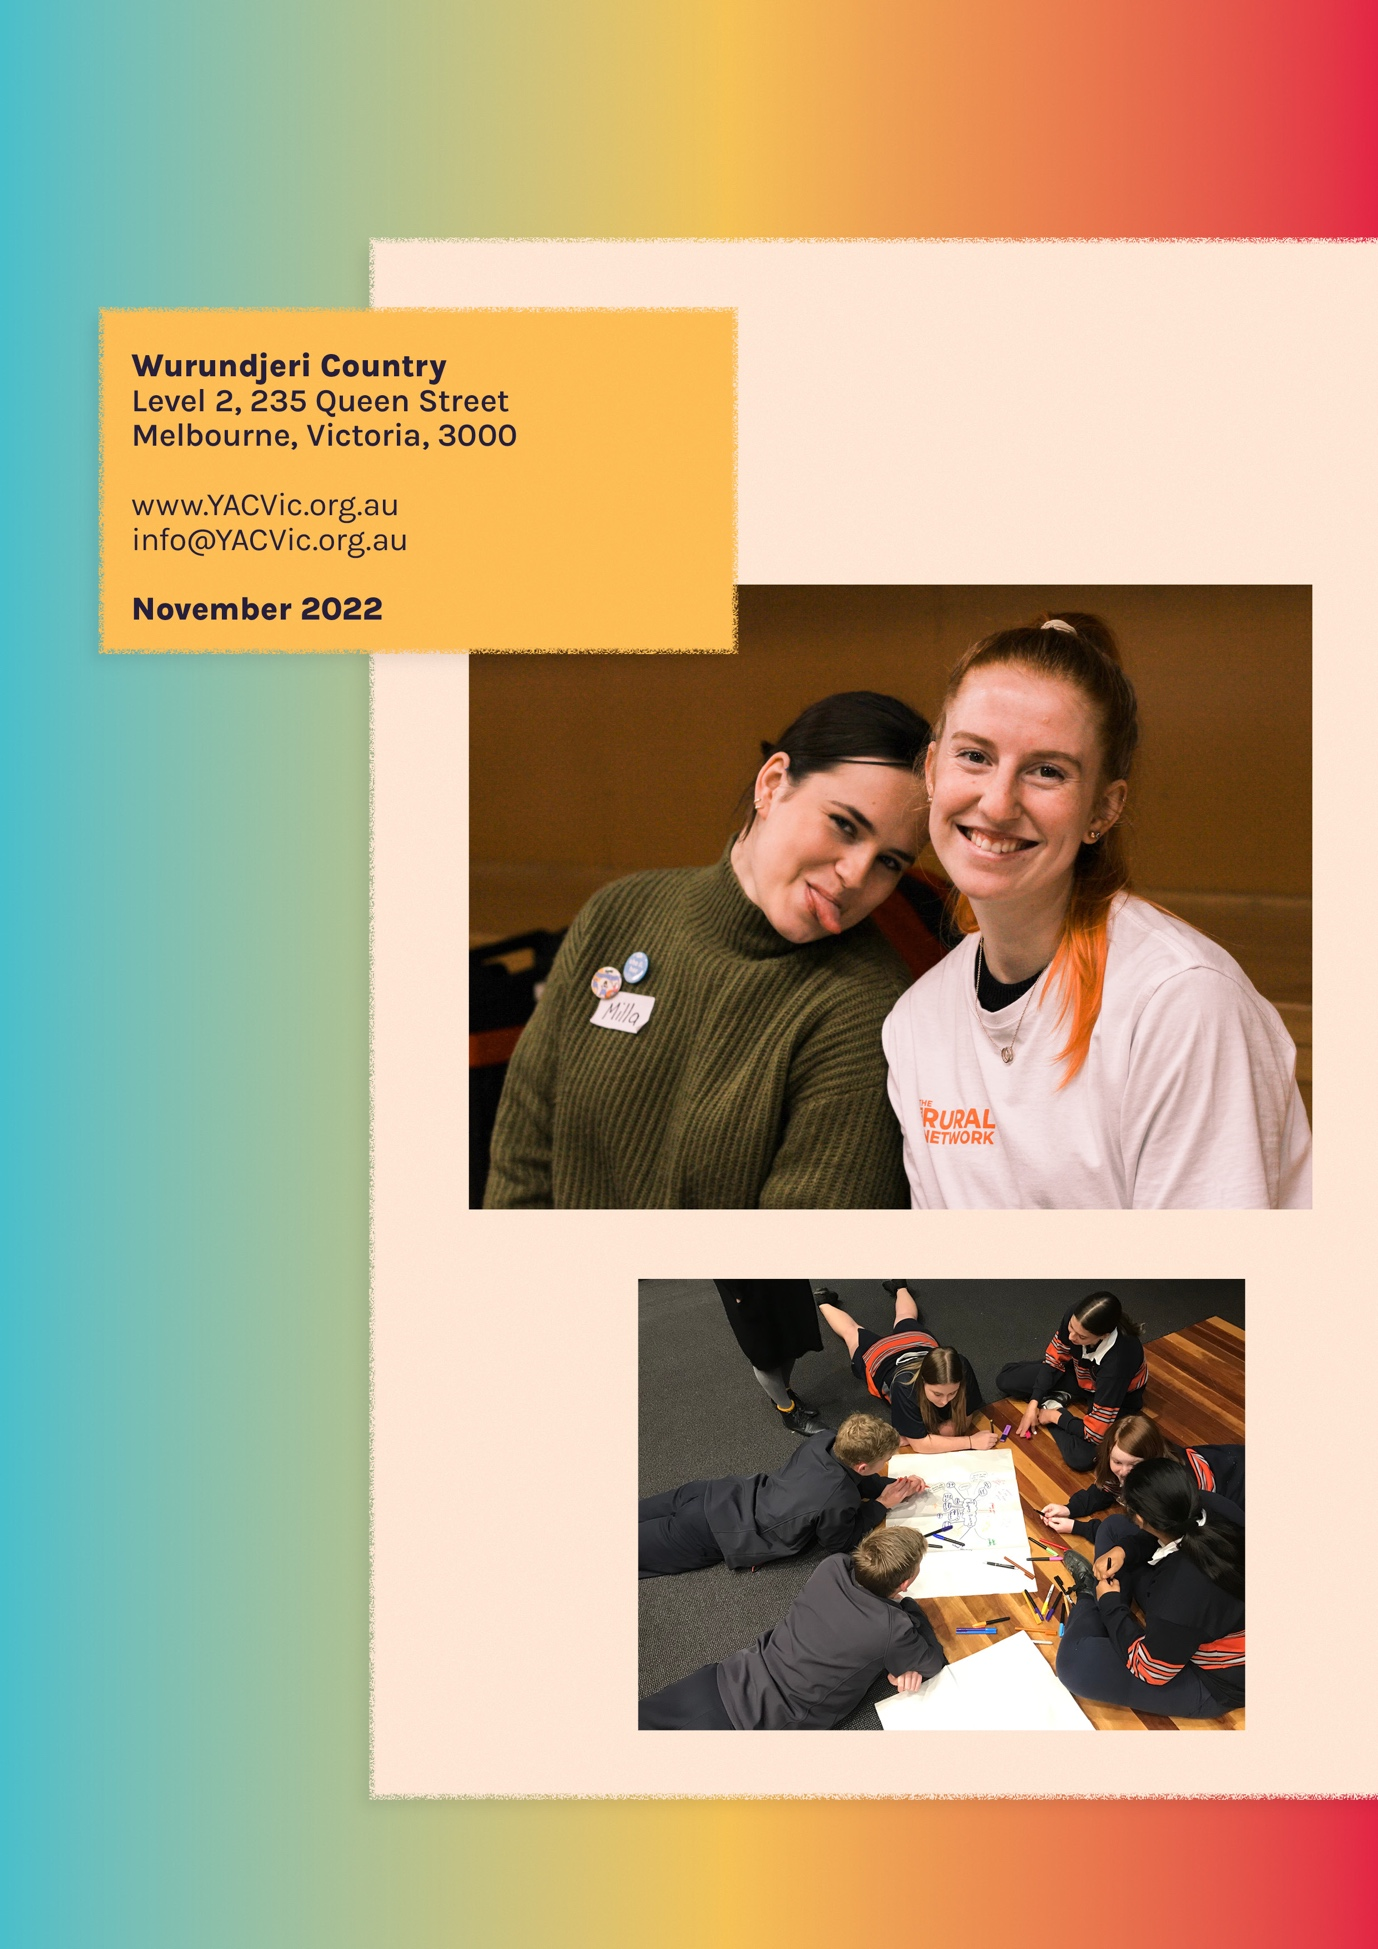 Wurundjeri Country
Level 2, 235 Queen Street
Melbourne, Victoria, 3000
www.YACVic.org.au
info@YACVic.org.au
November 2022
Milla
THE
RURAL
NETWORK